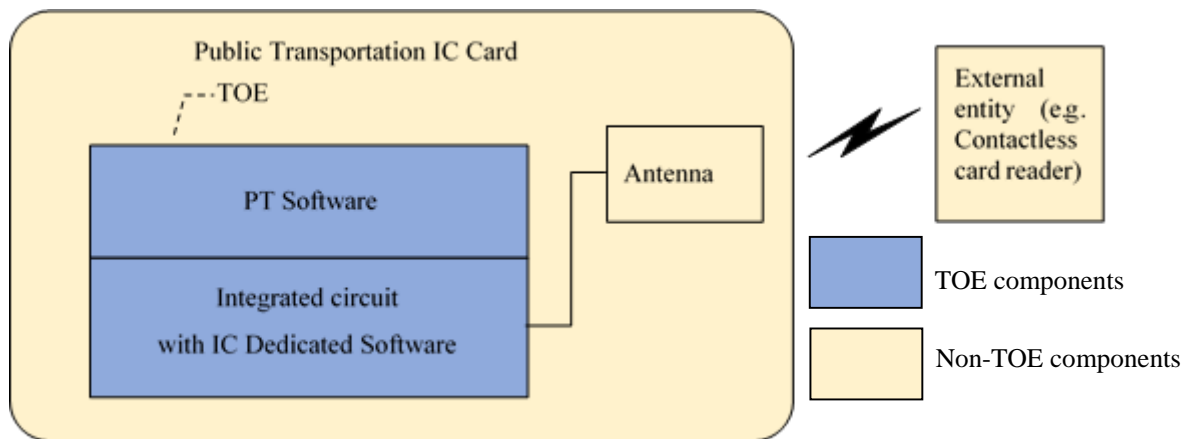 Public Transportation IC Card
TOE
PT Software
Integrated circuit
with IC Dedicated Software
Antenna
External
entity (e.g.
Contactless
card reader)
TOE components
Non-TOE components